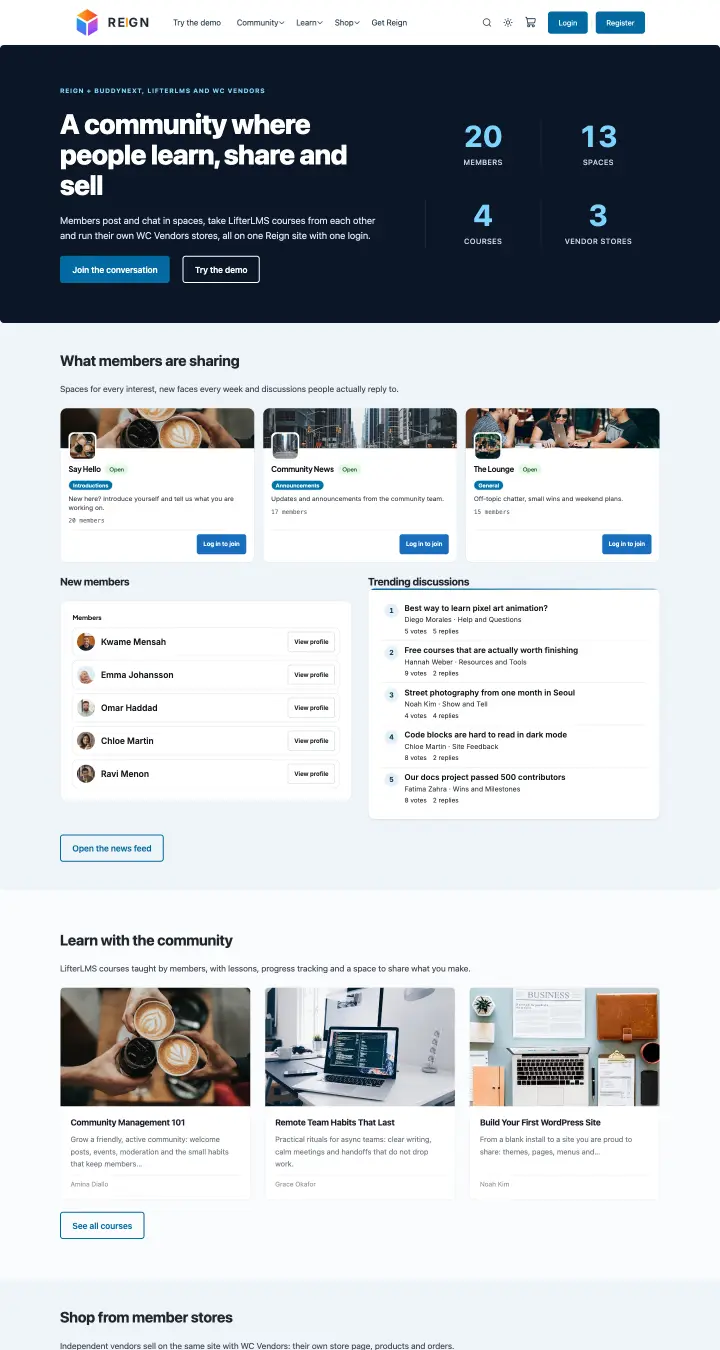 REIGN
Try the demo
Community
Learn
Shop
Get Reign
Login
Register
REIGN + BUDDYNEXT, LIFTERLMS AND WC VENDORS
A community where
people learn, share and
sell
Members post and chat in spaces, take LifterLMS courses from each other
and run their own WC Vendors stores, all on one Reign site with one login.
Join the conversation
Try the demo
20
MEMBERS
13
SPACES
4
COURSES
3
VENDOR STORES
What members are sharing
Spaces for every interest, new faces every week and discussions people actually reply to.
Say Hello Open
Introductions
New here? Introduce yourself and tell us what you are
working on.
20 members
Log in to join
Community News Open
Announcements
Updates and announcements from the community team.
17 members
Log in to join
The Lounge Open
General
Off-topic chatter, small wins and weekend plans.
15 members
Log in to join
New members
Members
Kwame Mensah
View profile
Emma Johansson
View profile
Omar Haddad
View profile
Chloe Martin
View profile
Ravi Menon
View profile
Trending discussions
1 Best way to learn pixel art animation?
Diego Morales · Help and Questions
5 votes 5 replies
2 Free courses that are actually worth finishing
Hannah Weber · Resources and Tools
9 votes 2 replies
3 Street photography from one month in Seoul
Noah Kim · Show and Tell
4 votes 4 replies
4 Code blocks are hard to read in dark mode
Chloe Martin · Site Feedback
8 votes 2 replies
5 Our docs project passed 500 contributors
Fatima Zahra · Wins and Milestones
8 votes 2 replies
Open the news feed
Learn with the community
LifterLMS courses taught by members, with lessons, progress tracking and a space to share what you make.
BUSINESS
Community Management 101
Grow a friendly, active community: welcome
posts, events, moderation and the small habits
that keep members...
Amina Diallo
Remote Team Habits That Last
Practical rituals for async teams: clear writing,
calm meetings and handoffs that do not drop
work.
Grace Okafor
Build Your First WordPress Site
From a blank install to a site you are proud to
share: themes, pages, menus and...
Noah Kim
See all courses
Shop from member stores
Independent vendors sell on the same site with WC Vendors: their own store page, products and orders.